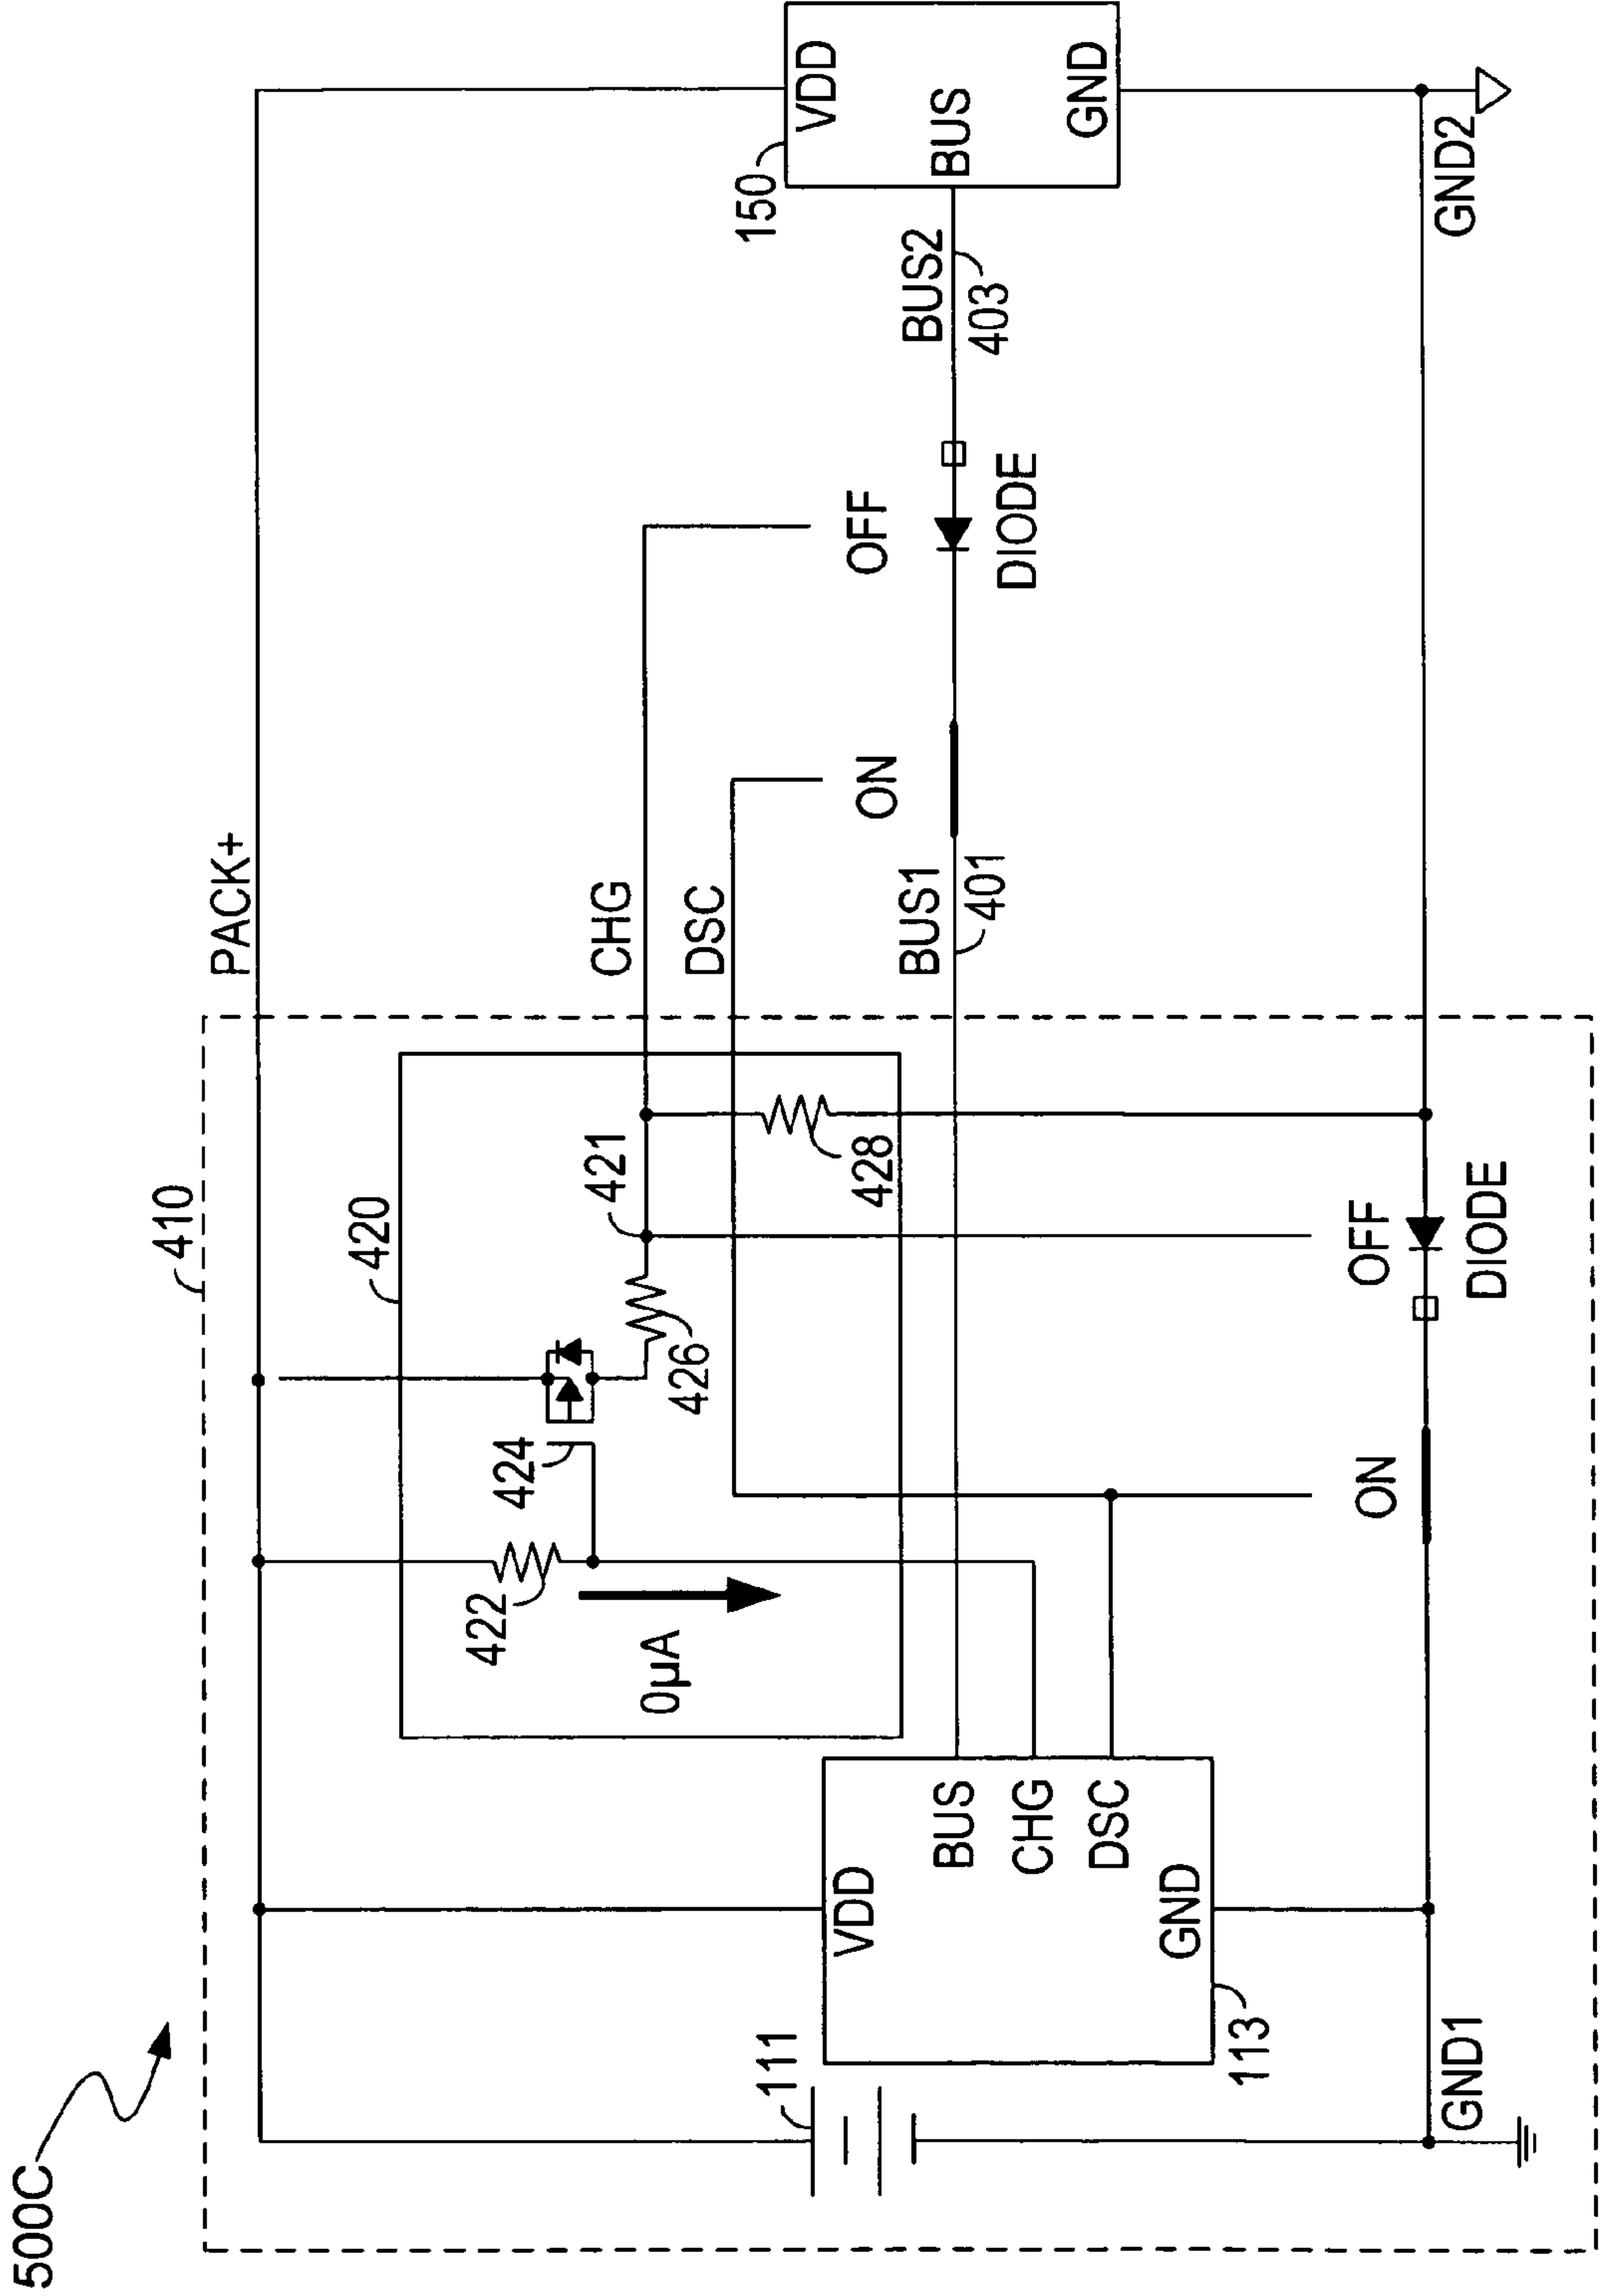 500C
410
PACK+
420
421
CHG
DSC
422
424
426
428
0µA
OFF
ON
DIODE
BUS1
401
BUS2
403
150
VDD
BUS
GND
111
VDD
BUS
CHG
DSC
GND
113
ON
OFF
DIODE
GND1
GND2